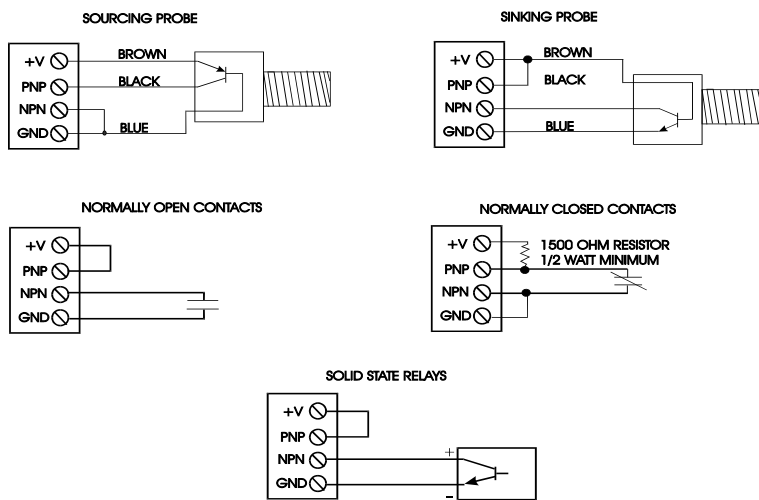 SOURCING PROBE
+V
PNP
NPN
GND
BROWN
BLACK
BLUE
SINKING PROBE
+V
PNP
NPN
GND
BROWN
BLACK
BLUE
NORMALLY OPEN CONTACTS
+V
PNP
NPN
GND
NORMALLY CLOSED CONTACTS
+V
PNP
NPN
GND
1500 OHM RESISTOR
1/2 WATT MINIMUM
SOLID STATE RELAYS
+V
PNP
NPN
GND
+
-